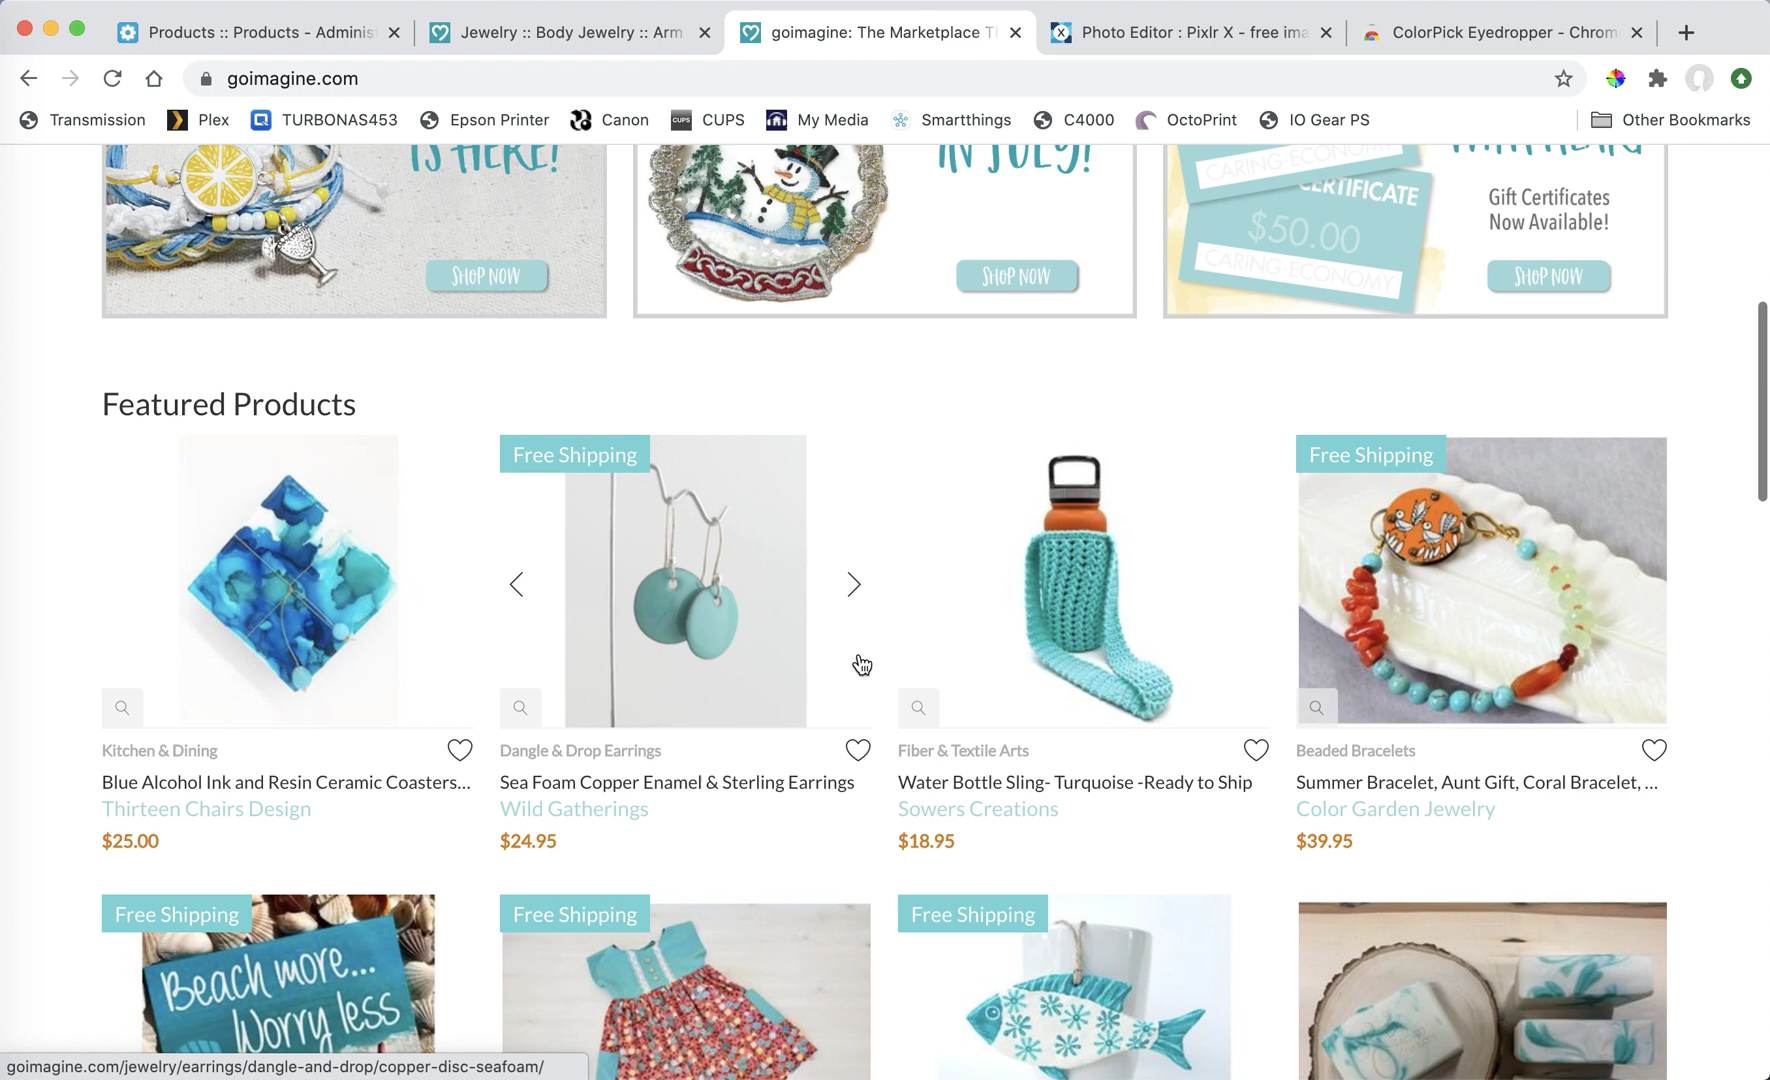 Products :: Products - Adminis
Jewelry :: Body Jewelry :: Arm
goimagine: The Marketplace T
Photo Editor : Pixlr X - free ima
ColorPick Eyedropper - Chrom
goimagine.com
Transmission
Plex
TURBONAS453
Epson Printer
Canon
CUPS
CUPS
My Media
Smartthings
C4000
OctoPrint
IO Gear PS
Other Bookmarks
IS HERE!
SHOP NOW
IN JULY!
SHOP NOW
CARING-ECONOMY
CERTIFICATE
$50.00
CARING-ECONOMY
WITH HEART
Gift Certificates
Now Available!
SHOP NOW
Featured Products
Free Shipping
Free Shipping
Kitchen & Dining
Blue Alcohol Ink and Resin Ceramic Coasters...
Thirteen Chairs Design
$25.00
Dangle & Drop Earrings
Sea Foam Copper Enamel & Sterling Earrings
Wild Gatherings
$24.95
Fiber & Textile Arts
Water Bottle Sling- Turquoise -Ready to Ship
Sowers Creations
$18.95
Beaded Bracelets
Summer Bracelet, Aunt Gift, Coral Bracelet, ...
Color Garden Jewelry
$39.95
Free Shipping
Beach more...
Worry less
Free Shipping
Free Shipping
goimagine.com/jewelry/earrings/dangle-and-drop/copper-disc-seafoam/